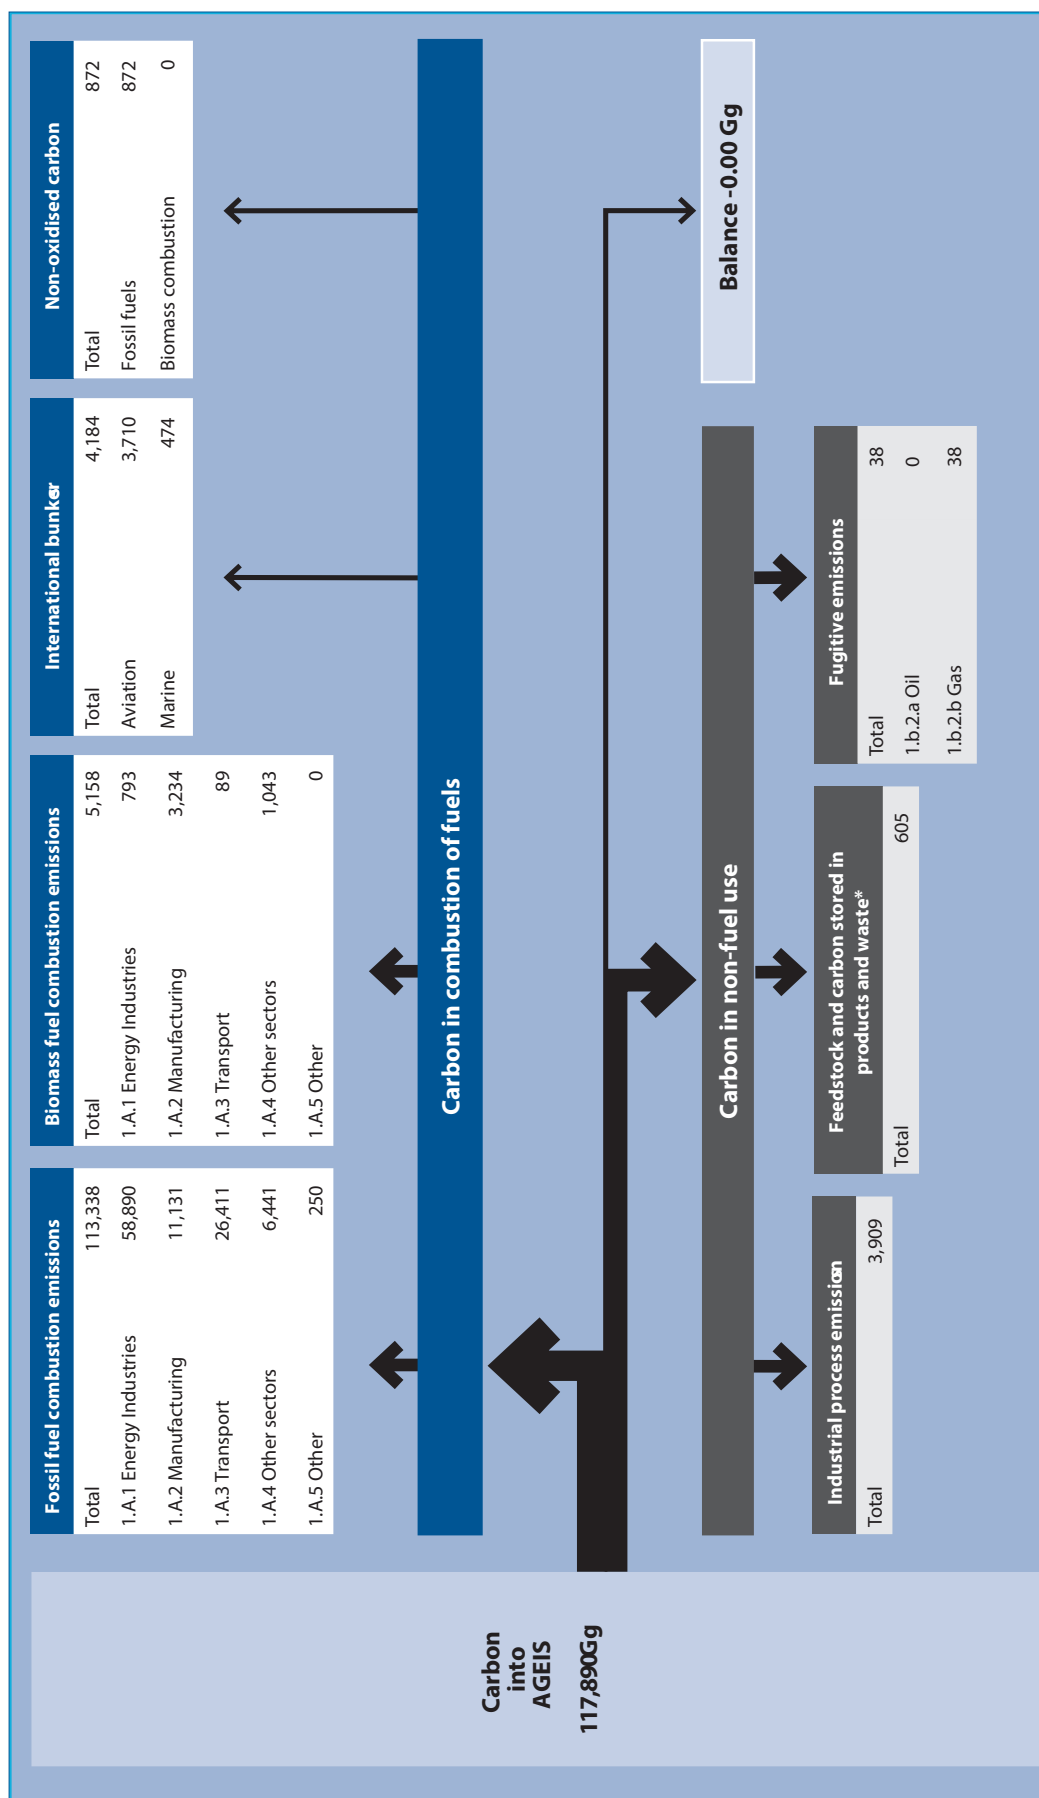 Carbon
into
AGEIS
117,890Gg
Fossil fuel combustion emissions
Total 113,338
1.A.1 Energy Industries 58,890
1.A.2 Manufacturing 11,131
1.A.3 Transport 26,411
1.A.4 Other sectors 6,441
1.A.5 Other 250
Biomass fuel combustion emissions
Total 5,158
1.A.1 Energy Industries 793
1.A.2 Manufacturing 3,234
1.A.3 Transport 89
1.A.4 Other sectors 1,043
1.A.5 Other 0
International bunker
Total 4,184
Aviation 3,710
Marine 474
Non-oxidised carbon
Total 872
Fossil fuels 872
Biomass combustion 0
Carbon in combustion of fuels
Carbon in non-fuel use
Balance -0.00 Gg
Industrial process emission
Total 3,909
Feedstock and carbon stored in
products and waste*
Total 605
Fugitive emissions
Total 38
1.b.2.a Oil 0
1.b.2.b Gas 38